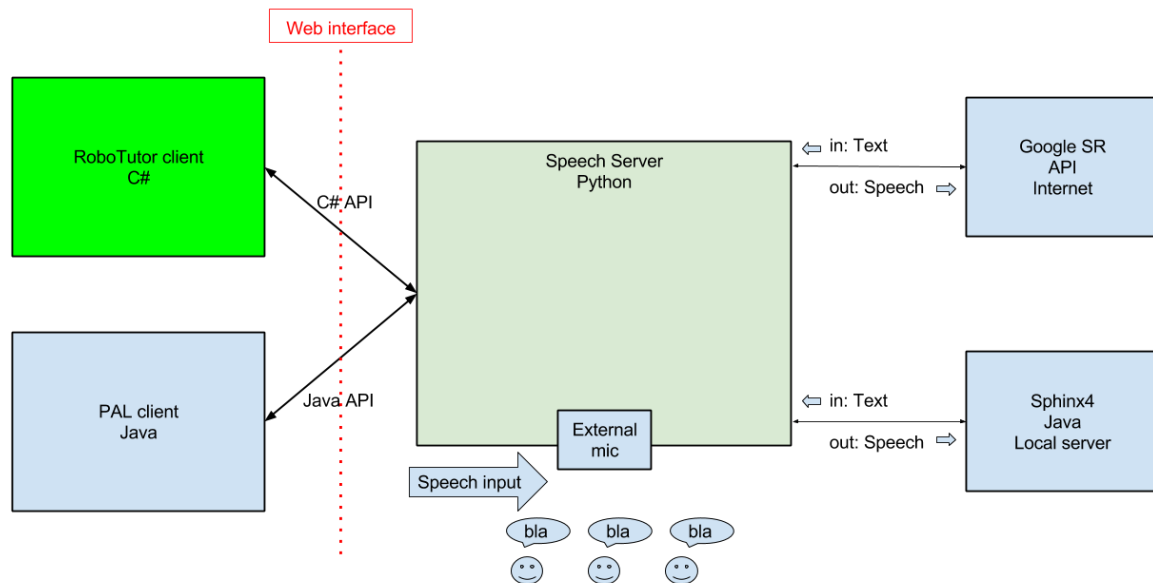 Web interface
RoboTutor client
C#
C# API
PAL client
Java
Java API
Speech Server
Python
External
mic
Speech input
bla
bla
bla
in: Text
out: Speech
Google SR
API
Internet
in: Text
out: Speech
Sphinx4
Java
Local server